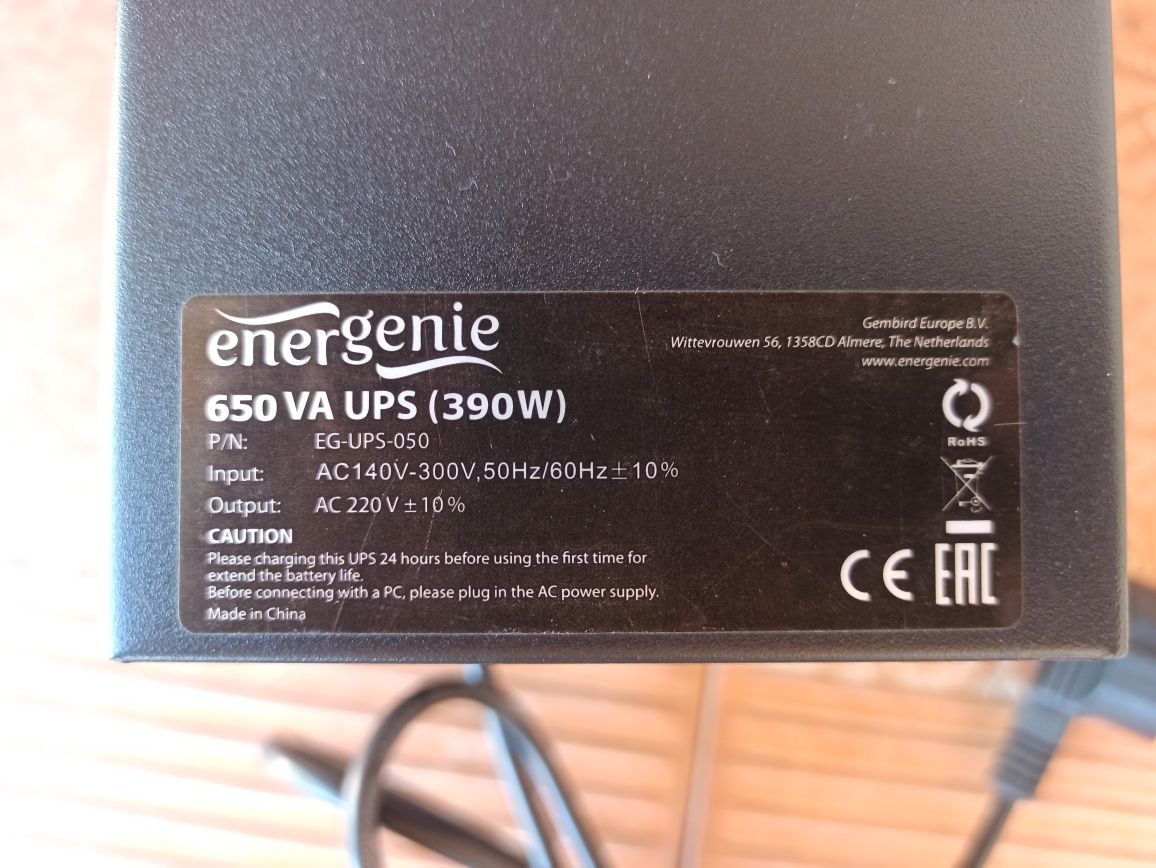 energenie
Gembird Europe B.V.
Wittevrouwen 56, 1358CD Almere, The Netherlands
www.energenie.com
650 VA UPS (390W)
P/N: EG-UPS-050
Input: AC140V-300V,50Hz/60Hz±10%
Output: AC 220 V ±10%
RoHS
CAUTION
Please charging this UPS 24 hours before using the first time for
extend the battery life.
Before connecting with a PC, please plug in the AC power supply.
Made in China
CE EAC